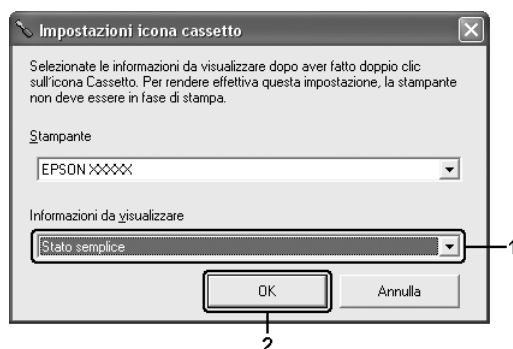 Impostazioni icona cassetto
Selezionate le informazioni da visualizzare dopo aver fatto doppio clic
sull'icona Cassetto. Per rendere effettiva questa impostazione, la stampante
non deve essere in fase di stampa.
Stampante
EPSON XXXXX
Informazioni da visualizzare
Stato semplice
1
OK
Annulla
2